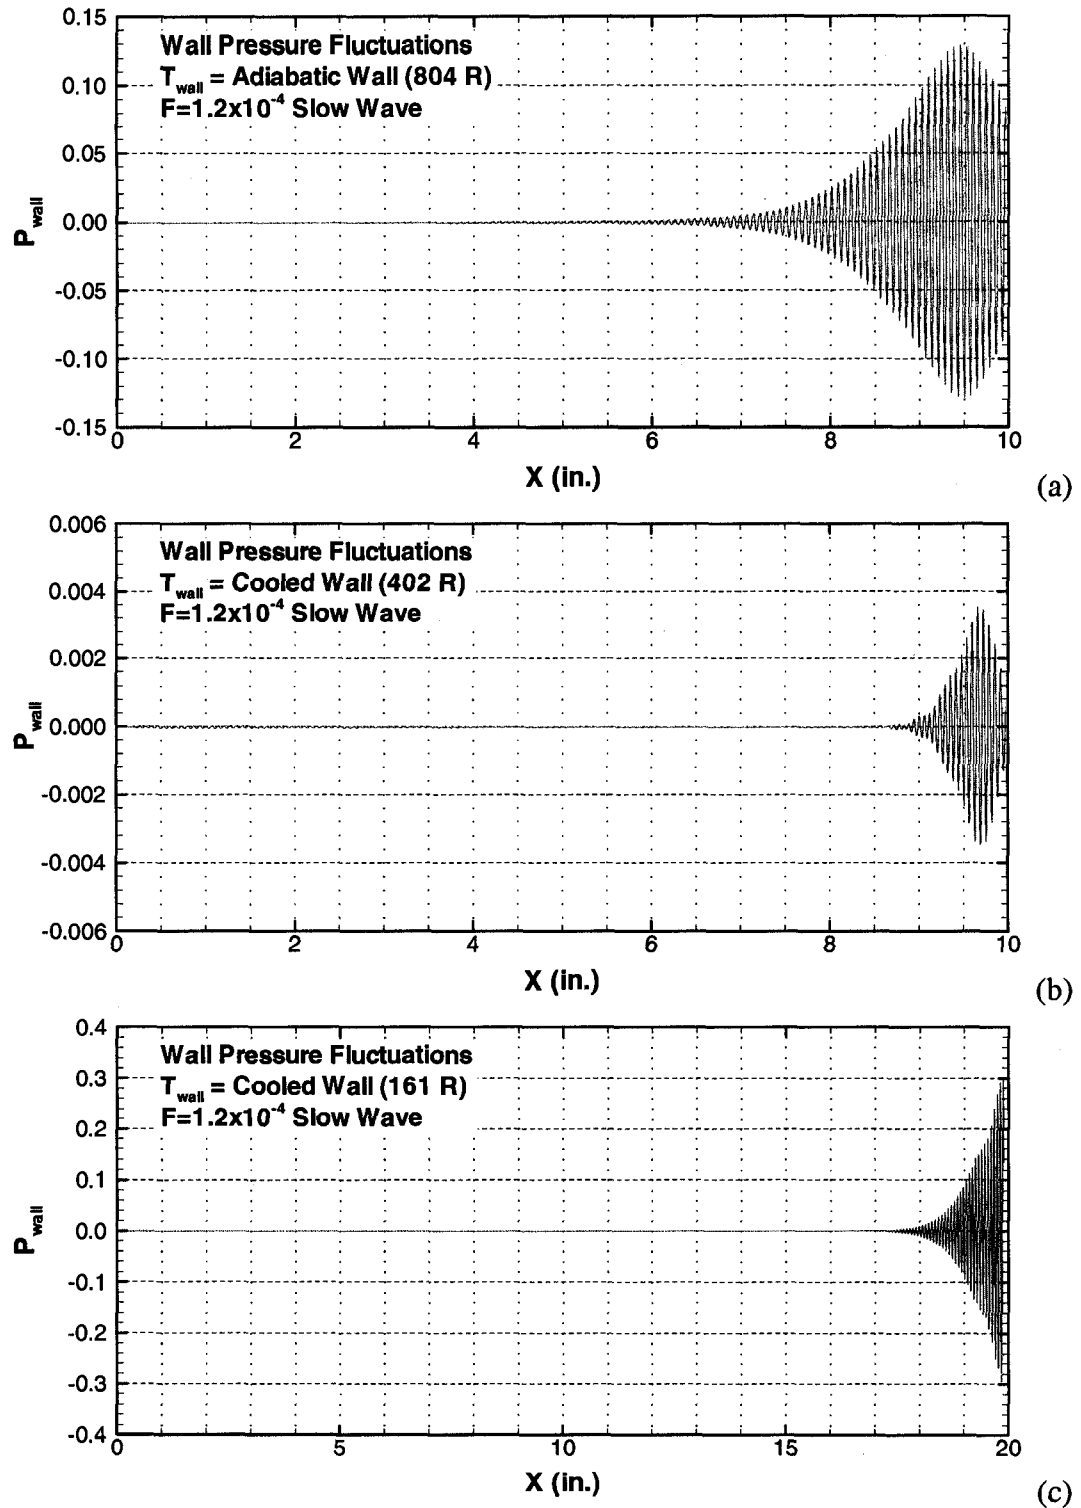 0.15
0.10
0.05
0.00
-0.05
-0.10
-0.15
P_wall
Wall Pressure Fluctuations
T_wall = Adiabatic Wall (804 R)
F=1.2x10^-4 Slow Wave
0 2 4 6 8 10
X (in.)
(a)
0.006
0.004
0.002
0.000
-0.002
-0.004
-0.006
P_wall
Wall Pressure Fluctuations
T_wall = Cooled Wall (402 R)
F=1.2x10^-4 Slow Wave
0 2 4 6 8 10
X (in.)
(b)
0.4
0.3
0.2
0.1
0.0
-0.1
-0.2
-0.3
-0.4
P_wall
Wall Pressure Fluctuations
T_wall = Cooled Wall (161 R)
F=1.2x10^-4 Slow Wave
0 5 10 15 20
X (in.)
(c)